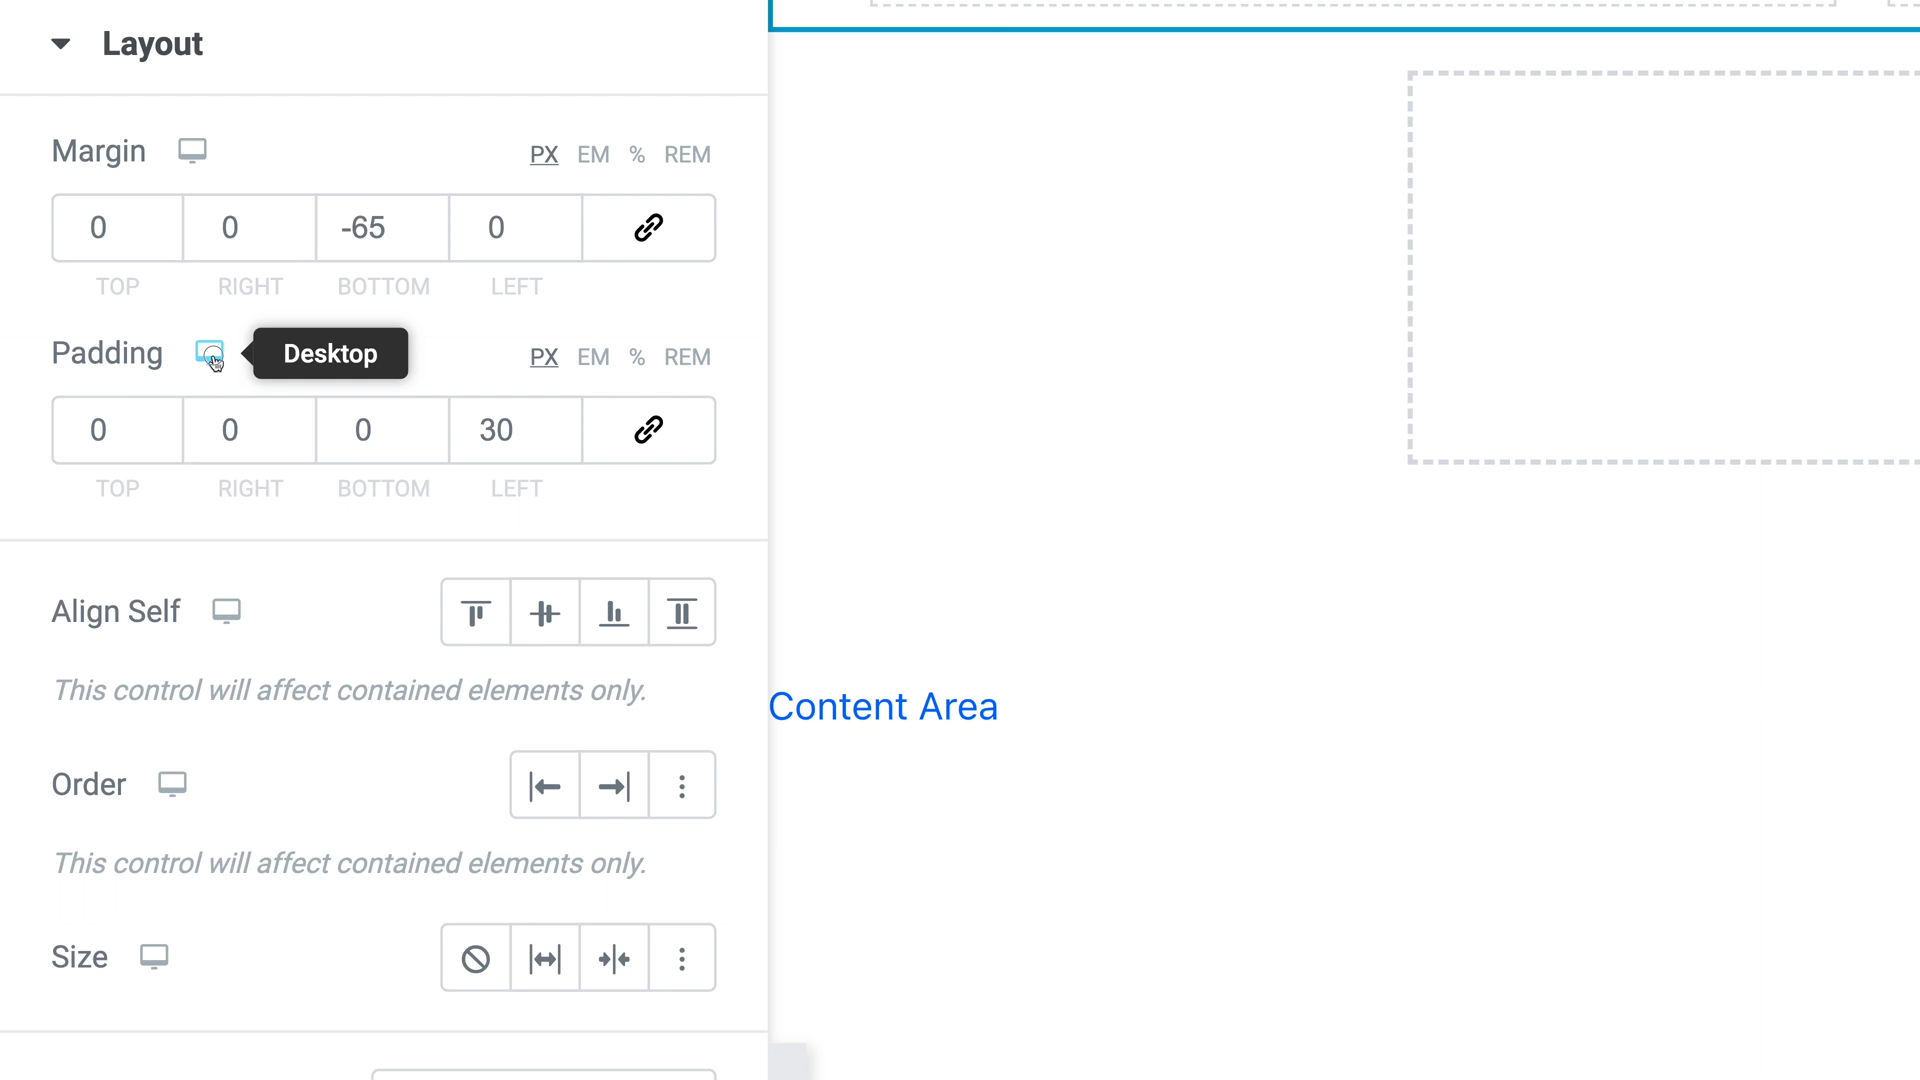 Layout
Margin PX EM % REM
0 0 -65 0
TOP RIGHT BOTTOM LEFT
Padding Desktop PX EM % REM
0 0 0 30
TOP RIGHT BOTTOM LEFT
Align Self
This control will affect contained elements only.
Content Area
Order
This control will affect contained elements only.
Size